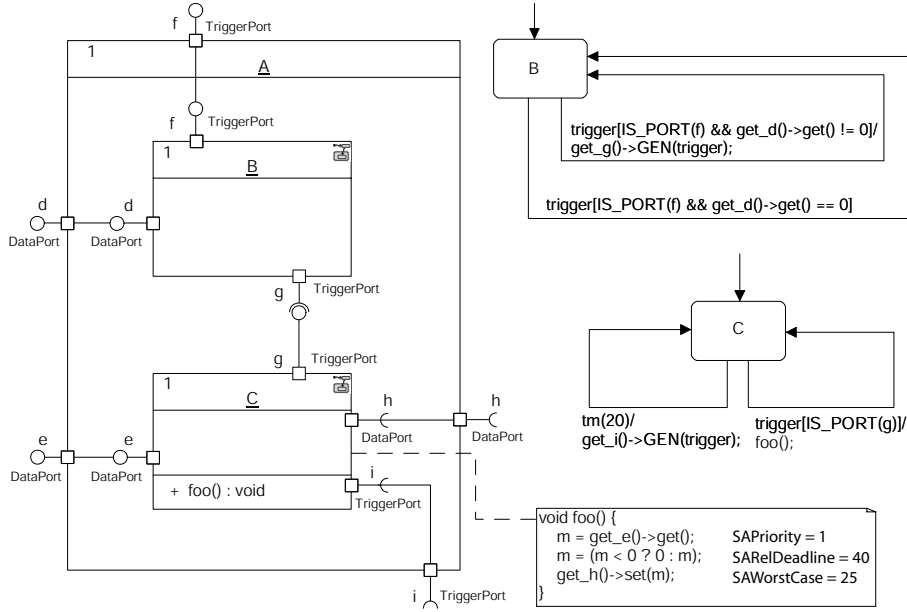 f
TriggerPort
1
A
f
TriggerPort
1
B
d
d
DataPort
DataPort
g
TriggerPort
g
TriggerPort
1
C
h
h
DataPort
DataPort
e
e
DataPort
DataPort
+ foo() : void
i
TriggerPort
i
TriggerPort
B
trigger[IS_PORT(f) && get_d()->get() != 0]/
get_g()->GEN(trigger);
trigger[IS_PORT(f) && get_d()->get() == 0]
C
tm(20)/
get_i()->GEN(trigger);
trigger[IS_PORT(g)]/
foo();
void foo() {
m = get_e()->get();
m = (m < 0 ? 0 : m);
get_h()->set(m);
}
SAPriority = 1
SARelDeadline = 40
SAWorstCase = 25